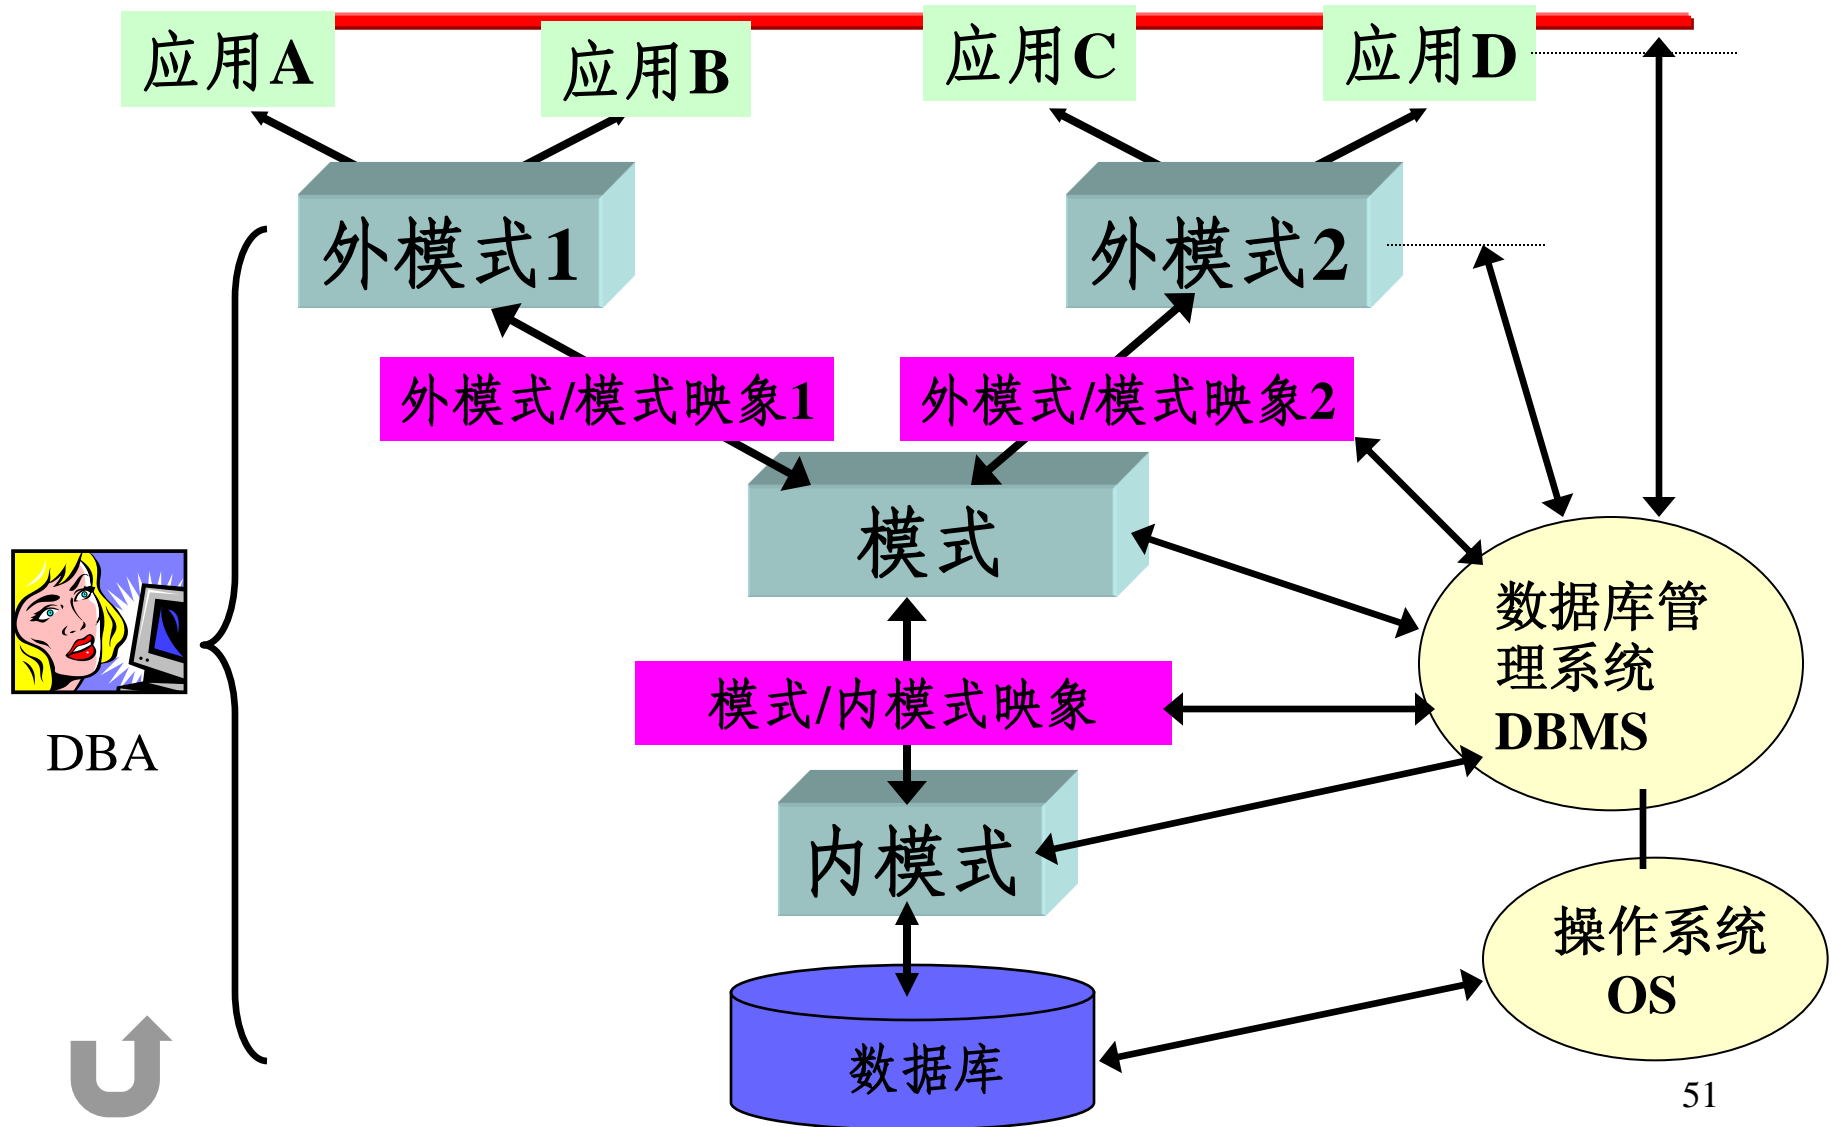 应用A
应用B
应用C
应用D
外模式1
外模式2
外模式/模式映象1
外模式/模式映象2
模式
数据库管
理系统
DBMS
模式/内模式映象
DBA
内模式
操作系统
OS
数据库
51